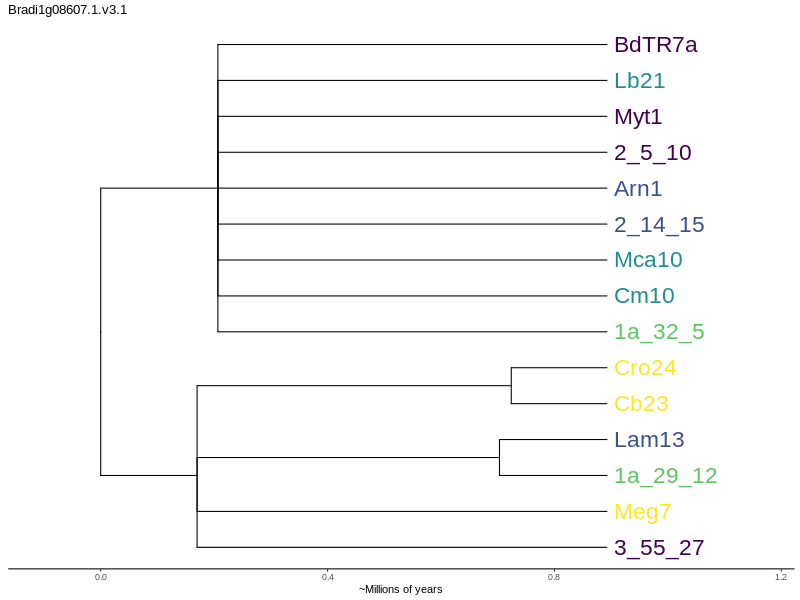 Bradi1g08607.1.v3.1
BdTR7a
Lb21
Myt1
2_5_10
Arn1
2_14_15
Mca10
Cm10
1a_32_5
Cro24
Cb23
Lam13
1a_29_12
Meg7
3_55_27
0.0 0.4 0.8 1.2
~Millions of years